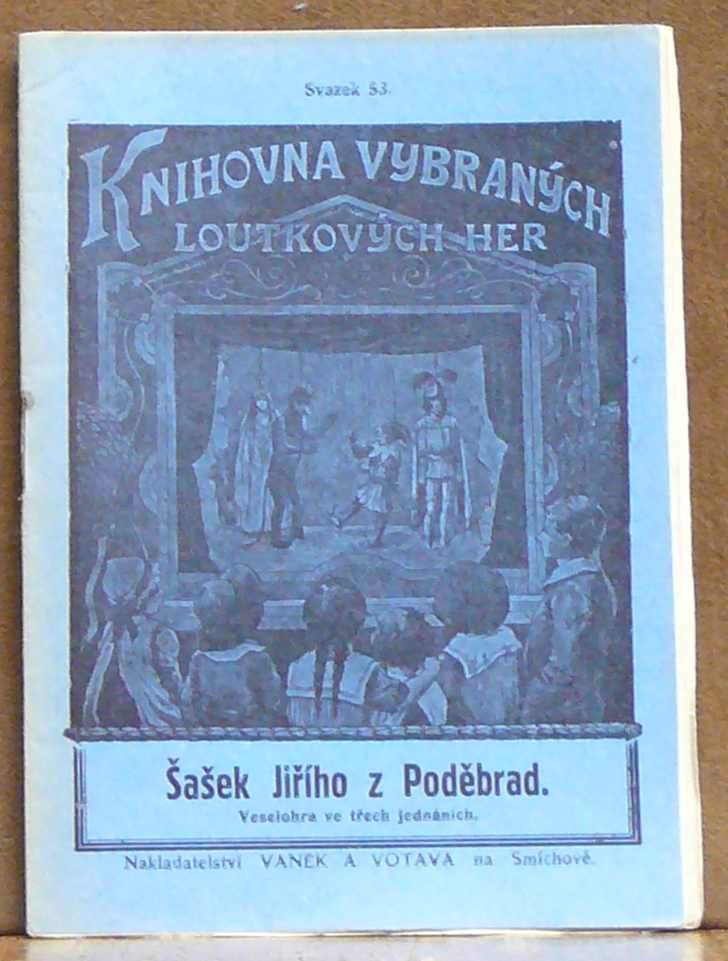 Svazek 53.
KNIHOVNA VYBRANÝCH
LOUTKOVÝCH HER
Šašek Jiřího z Poděbrad.
Veselohra ve třech jednáních.
Nakladatelství VANĚK A VOTAVA na Smíchově.